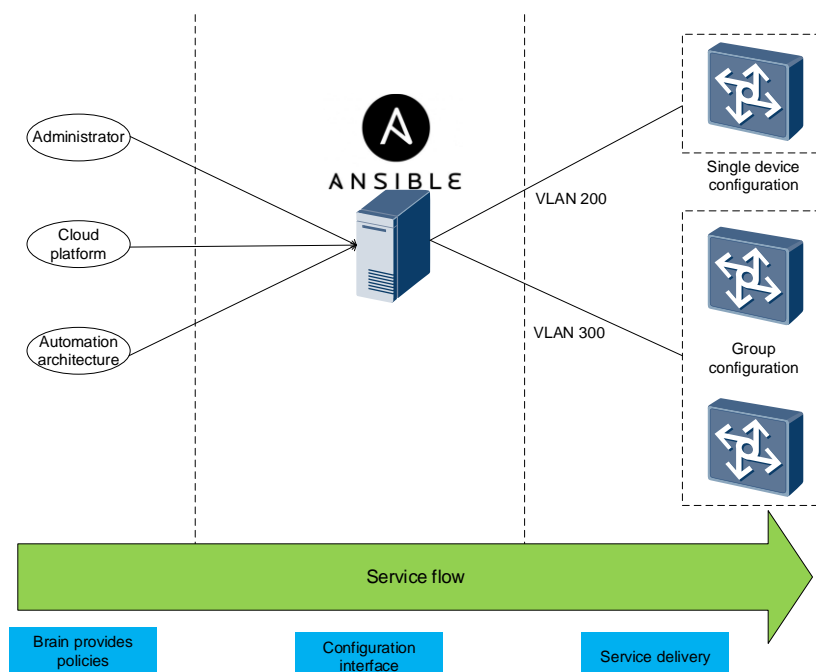 Administrator
Cloud
platform
Automation
architecture
ANSIBLE
VLAN 200
VLAN 300
Single device
configuration
Group
configuration
Service flow
Brain provides
policies
Configuration
interface
Service delivery